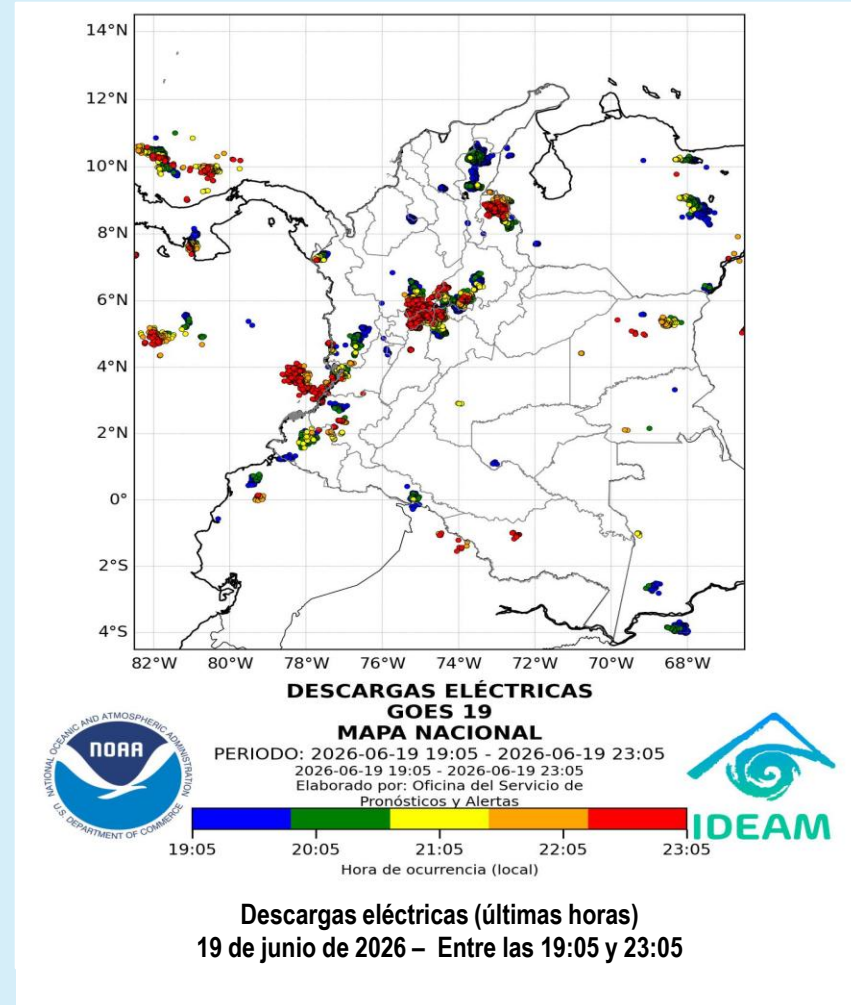 14°N
12°N
10°N
8°N
6°N
4°N
2°N
0°
2°S
4°S
82°W 80°W 78°W 76°W 74°W 72°W 70°W 68°W
DESCARGAS ELÉCTRICAS
GOES 19
MAPA NACIONAL
PERIODO: 2026-06-19 19:05 - 2026-06-19 23:05
2026-06-19 19:05 - 2026-06-19 23:05
Elaborado por: Oficina del Servicio de
Pronósticos y Alertas
NATIONAL OCEANIC AND ATMOSPHERIC ADMINISTRATION
NOAA
U.S. DEPARTMENT OF COMMERCE
IDEAM
19:05 20:05 21:05 22:05 23:05
Hora de ocurrencia (local)
Descargas eléctricas (últimas horas)
19 de junio de 2026 – Entre las 19:05 y 23:05